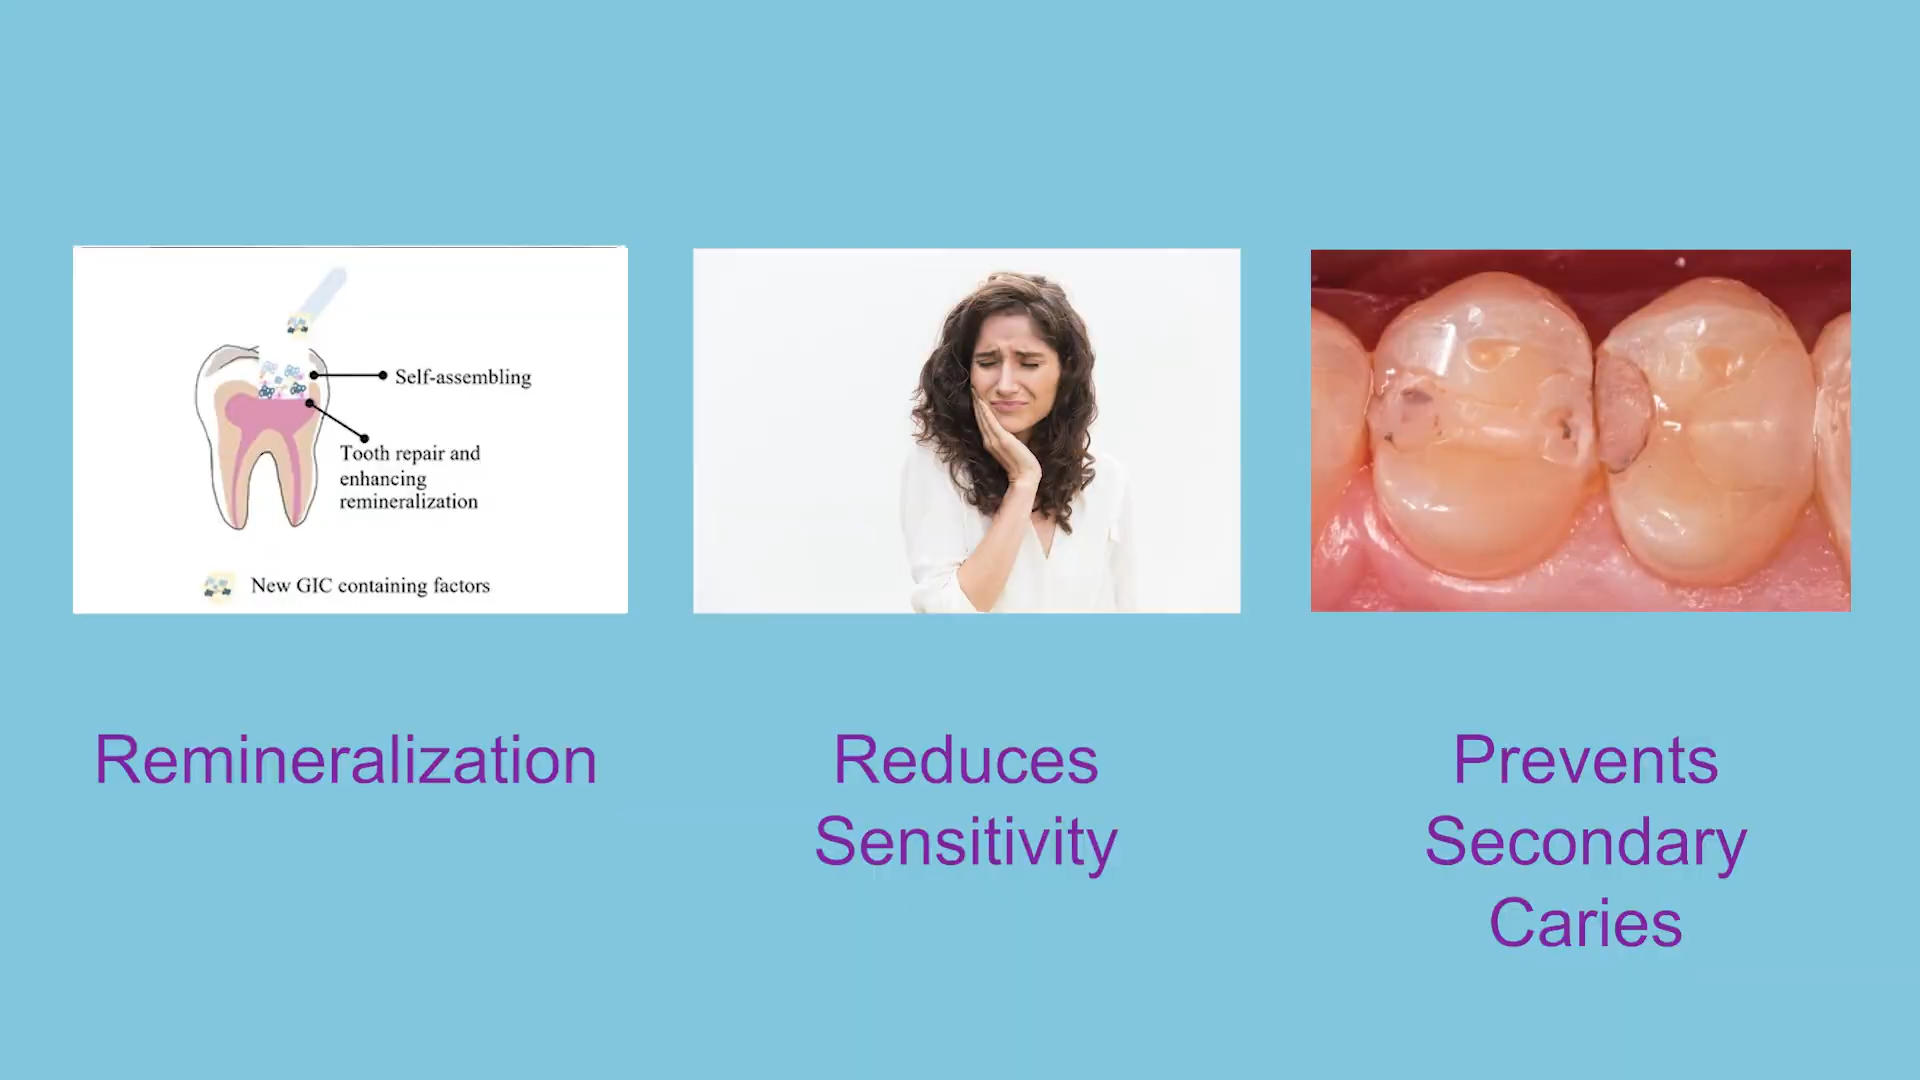 Self-assembling
Tooth repair and
enhancing
remineralization
New GIC containing factors
Remineralization
Reduces
Sensitivity
Prevents
Secondary
Caries